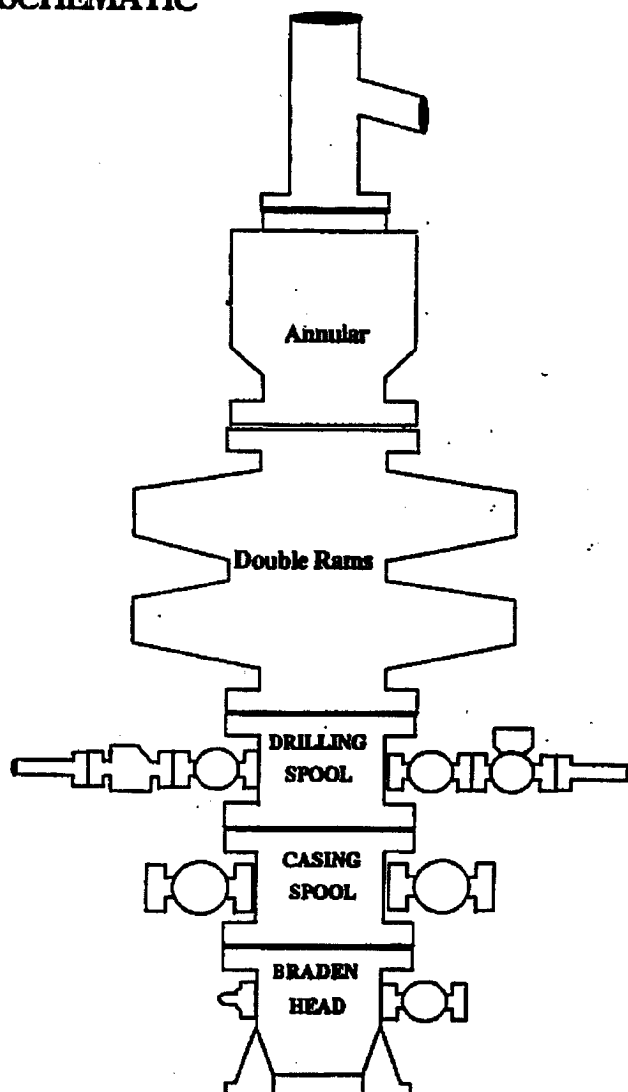 SCHEMATIC
Annular
Double Rams
DRILLING
SPOOL
CASING
SPOOL
BRADEN
HEAD